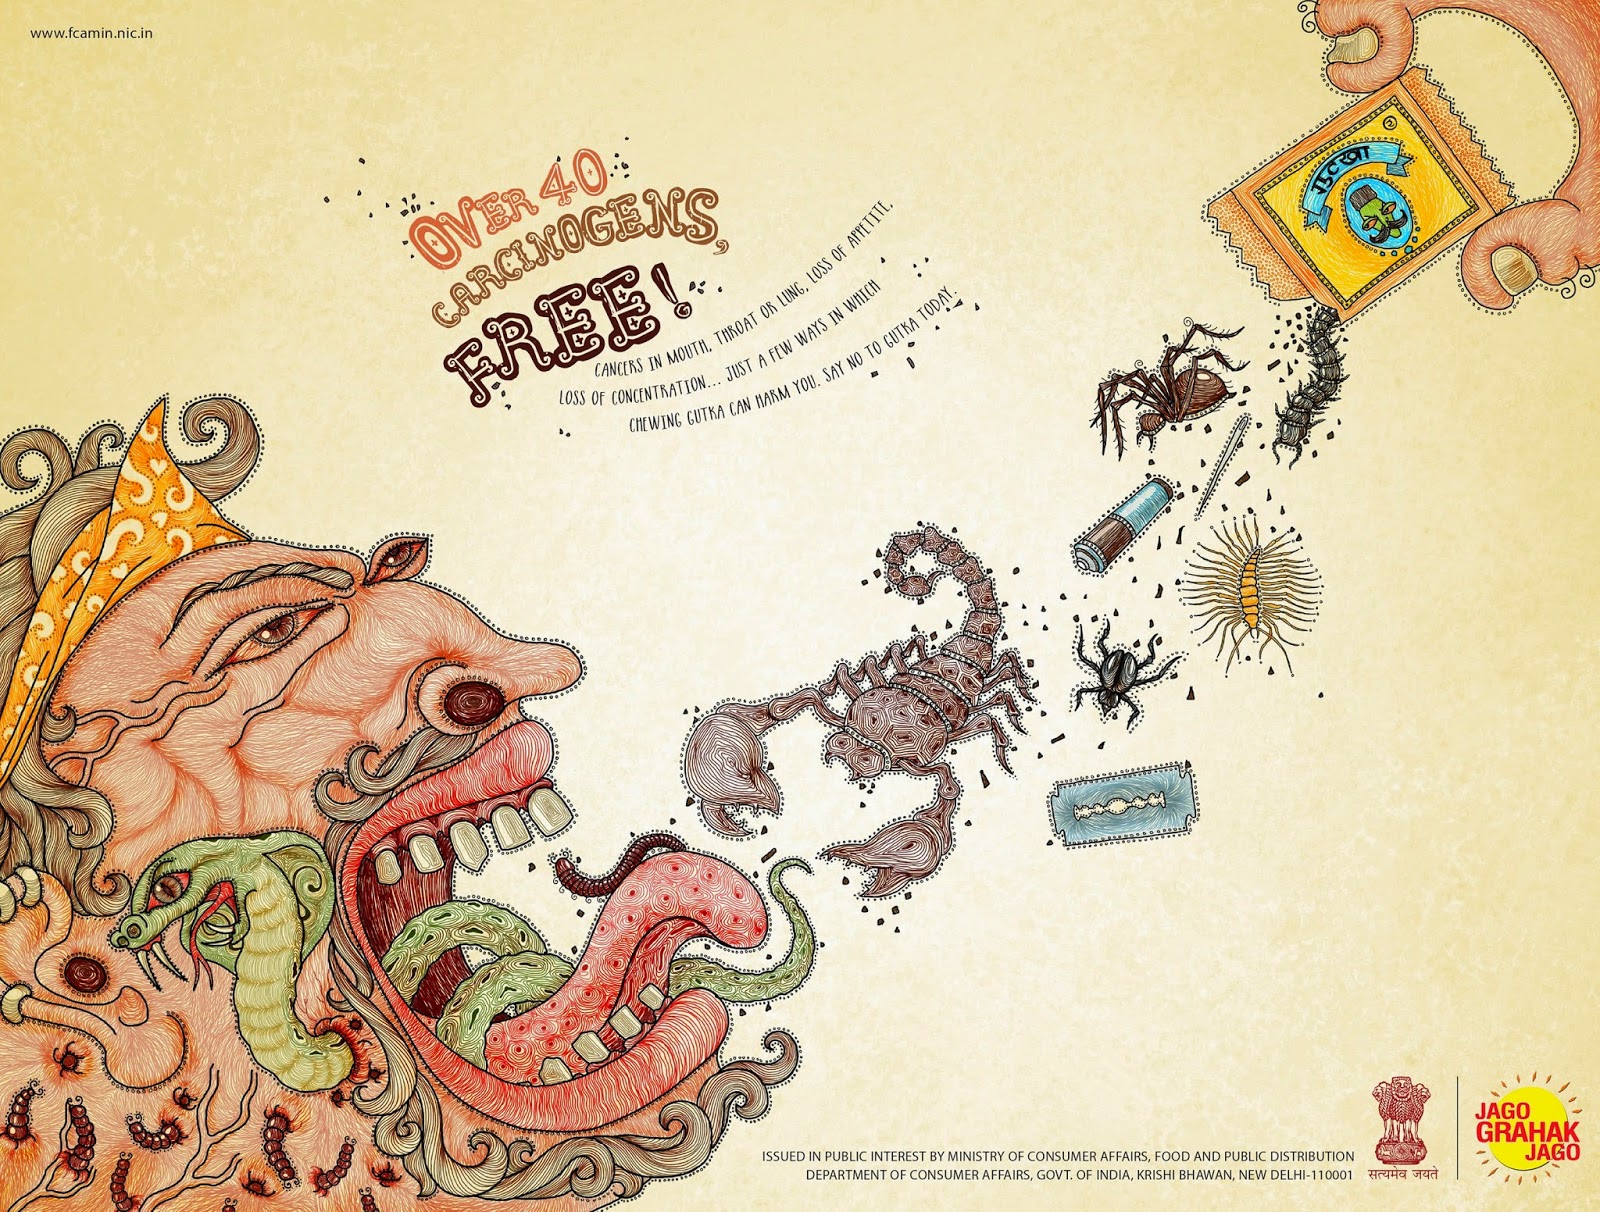 www.fcamin.nic.in
OVER 40
CARCINOGENS,
FREE!
CANCERS IN MOUTH, THROAT OR LUNG, LOSS OF APPETITE,
LOSS OF CONCENTRATION... JUST A FEW WAYS IN WHICH
CHEWING GUTKA CAN HARM YOU. SAY NO TO GUTKA TODAY.
ISSUED IN PUBLIC INTEREST BY MINISTRY OF CONSUMER AFFAIRS, FOOD AND PUBLIC DISTRIBUTION
DEPARTMENT OF CONSUMER AFFAIRS, GOVT. OF INDIA, KRISHI BHAWAN, NEW DELHI-110001
सत्यमेव जयते
JAGO
GRAHAK
JAGO